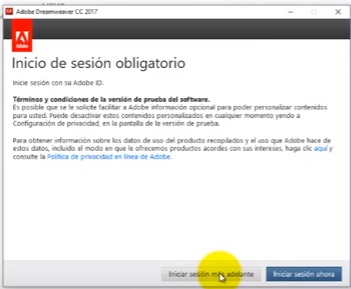 Adobe Dreamweaver CC 2017
Adobe
Inicio de sesión obligatorio
Inicie sesión con su Adobe ID.
Términos y condiciones de la versión de prueba del software.
Es posible que se le solicite facilitar a Adobe información opcional para poder personalizar contenidos
para usted. Puede desactivar estos contenidos personalizados en cualquier momento yendo a
Configuración de privacidad, en la pantalla de la versión de prueba.
Para obtener información sobre los datos de uso del producto recopilados y el uso que Adobe hace de
estos datos, incluido el modo en que le ofrecemos productos acordes con sus intereses, haga clic aquí y
consulte la Política de privacidad en línea de Adobe.
Iniciar sesión más adelante
Iniciar sesión ahora